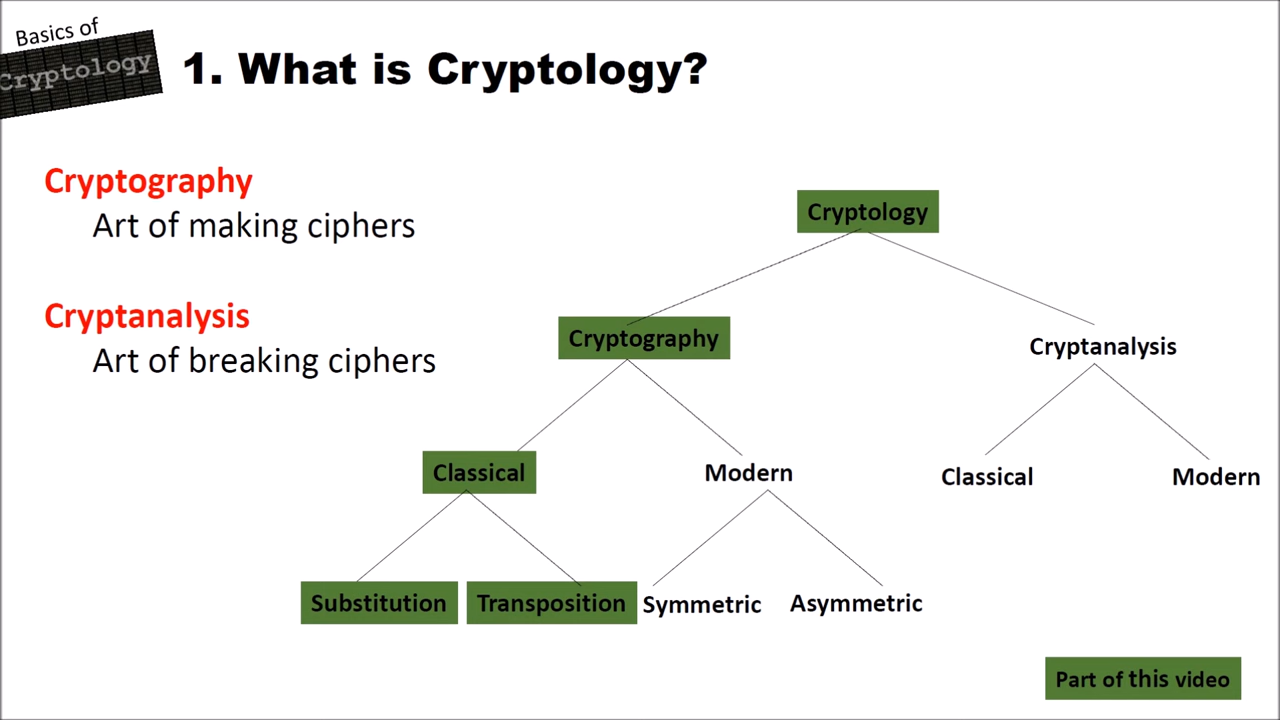 Basics of
Cryptology
1. What is Cryptology?
Cryptography
Art of making ciphers
Cryptanalysis
Art of breaking ciphers
Cryptology
Cryptography
Cryptanalysis
Classical
Modern
Classical
Modern
Substitution
Transposition
Symmetric
Asymmetric
Part of this video